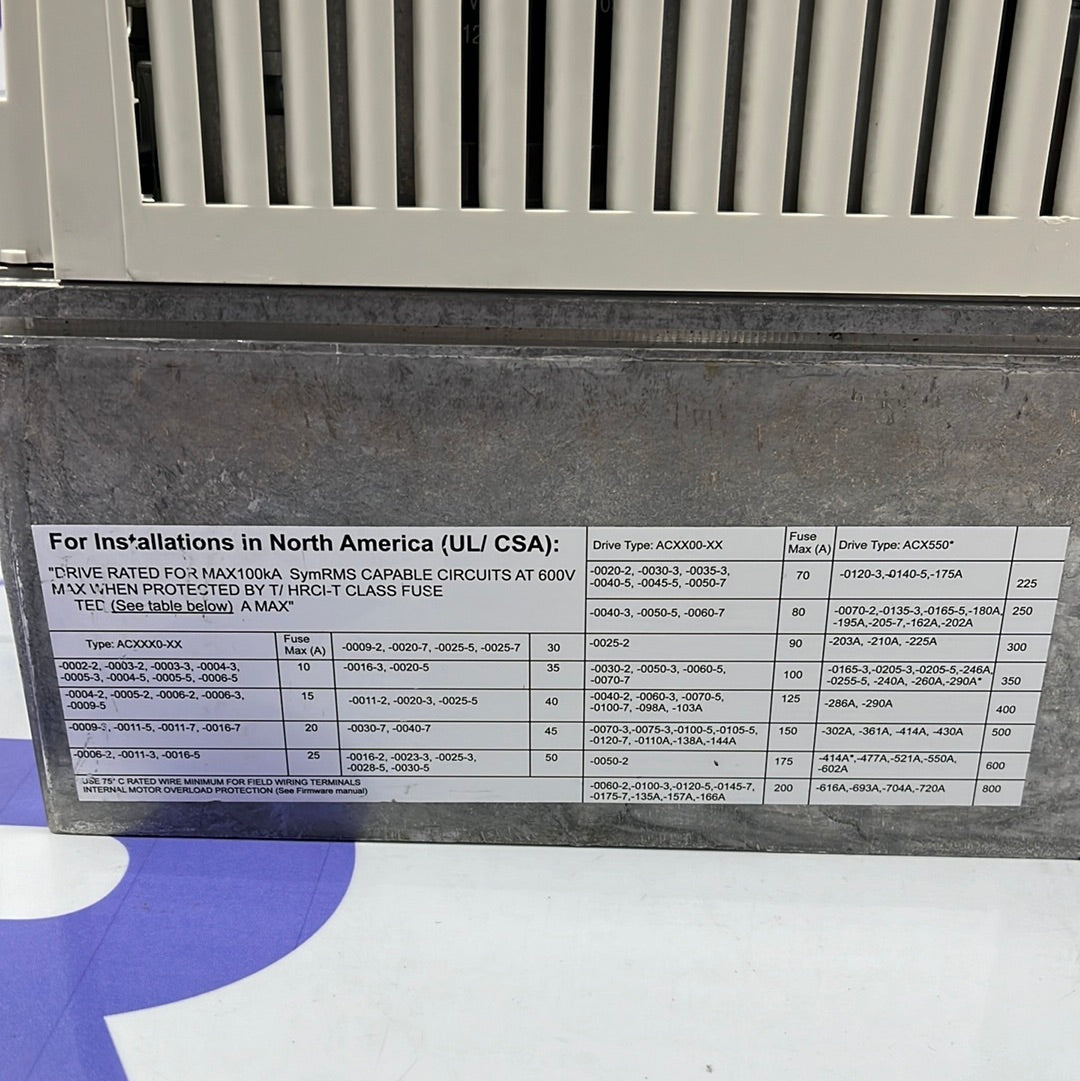 For Installations in North America (UL/ CSA):
"DRIVE RATED FOR MAX100kA SymRMS CAPABLE CIRCUITS AT 600V
MAX WHEN PROTECTED BY T/ HRCI-T CLASS FUSE
TED (See table below) A MAX"
Type: ACXXX0-XX
Fuse
Max (A)
-0002-2, -0003-2, -0003-3, -0004-3,
-0005-3, -0004-5, -0005-5, -0006-5
10
-0004-2, -0005-2, -0006-2, -0006-3,
-0009-5
15
-0009-3, -0011-5, -0011-7, -0016-7
20
-0006-2, -0011-3, -0016-5
25
-0009-2, -0020-7, -0025-5, -0025-7
30
-0016-3, -0020-5
35
-0011-2, -0020-3, -0025-5
40
-0030-7, -0040-7
45
-0016-2, -0023-3, -0025-3,
-0028-5, -0030-5
50
USE 75° C RATED WIRE MINIMUM FOR FIELD WIRING TERMINALS
INTERNAL MOTOR OVERLOAD PROTECTION (See Firmware manual)
Drive Type: ACXX00-XX
Fuse
Max (A)
-0020-2, -0030-3, -0035-3,
-0040-5, -0045-5, -0050-7
70
-0040-3, -0050-5, -0060-7
80
-0025-2
90
-0030-2, -0050-3, -0060-5,
-0070-7
100
-0040-2, -0060-3, -0070-5,
-0100-7, -098A, -103A
125
-0070-3,-0075-3,-0100-5,-0105-5,
-0120-7, -0110A,-138A,-144A
150
-0050-2
175
-0060-2,-0100-3,-0120-5,-0145-7,
-0175-7,-135A,-157A,-166A
200
Drive Type: ACX550*
-0120-3,-0140-5,-175A
225
-0070-2,-0135-3,-0165-5,-180A,
-195A,-205-7,-162A,-202A
250
-203A, -210A, -225A
300
-0165-3,-0205-3,-0205-5,-246A,
-0255-5, -240A, -260A,-290A*
350
-286A, -290A
400
-302A, -361A, -414A, -430A
500
-414A*,-477A,-521A,-550A,
-602A
600
-616A,-693A,-704A,-720A
800